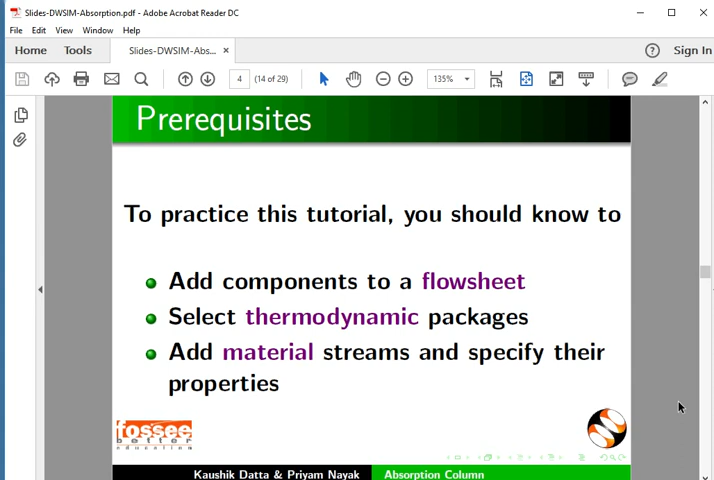 Slides-DWSIM-Absorption.pdf - Adobe Acrobat Reader DC
File Edit View Window Help
Home Tools Slides-DWSIM-Abs... × Sign In
4 (14 of 29) 135%
Prerequisites
To practice this tutorial, you should know to
Add components to a flowsheet
Select thermodynamic packages
Add material streams and specify their
properties
fossee
better
education
Kaushik Datta & Priyam Nayak Absorption Column